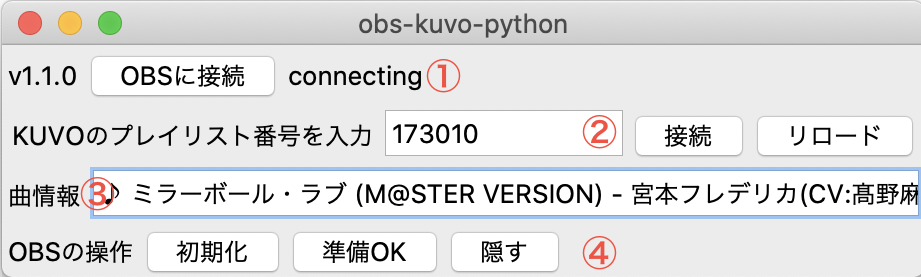 obs-kuvo-python
v1.1.0 OBSに接続 connecting ①
KUVOのプレイリスト番号を入力 173010 ② 接続 リロード
曲情報 ③ ♪ ミラーボール・ラブ (M@STER VERSION) - 宮本フレデリカ(CV:髙野麻
OBSの操作 初期化 準備OK 隠す ④